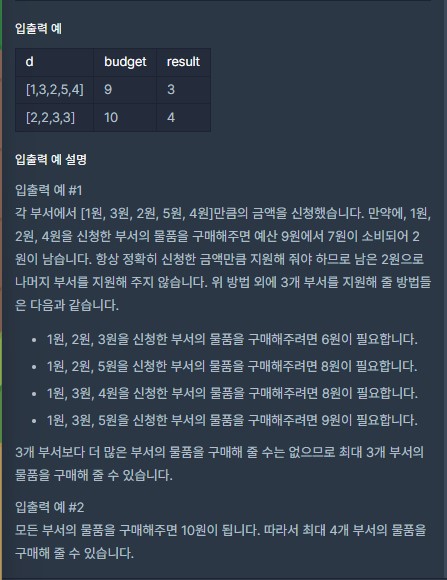 입출력 예
d budget result
[1,3,2,5,4] 9 3
[2,2,3,3] 10 4
입출력 예 설명
입출력 예 #1
각 부서에서 [1원, 3원, 2원, 5원, 4원]만큼의 금액을 신청했습니다. 만약에, 1원,
2원, 4원을 신청한 부서의 물품을 구매해주면 예산 9원에서 7원이 소비되어 2
원이 남습니다. 항상 정확히 신청한 금액만큼 지원해 줘야 하므로 남은 2원으로
나머지 부서를 지원해 주지 않습니다. 위 방법 외에 3개 부서를 지원해 줄 방법들
은 다음과 같습니다.
• 1원, 2원, 3원을 신청한 부서의 물품을 구매해주려면 6원이 필요합니다.
• 1원, 2원, 5원을 신청한 부서의 물품을 구매해주려면 8원이 필요합니다.
• 1원, 3원, 4원을 신청한 부서의 물품을 구매해주려면 8원이 필요합니다.
• 1원, 3원, 5원을 신청한 부서의 물품을 구매해주려면 9원이 필요합니다.
3개 부서보다 더 많은 부서의 물품을 구매해 줄 수는 없으므로 최대 3개 부서의
물품을 구매해 줄 수 있습니다.
입출력 예 #2
모든 부서의 물품을 구매해주면 10원이 됩니다. 따라서 최대 4개 부서의 물품을
구매해 줄 수 있습니다.